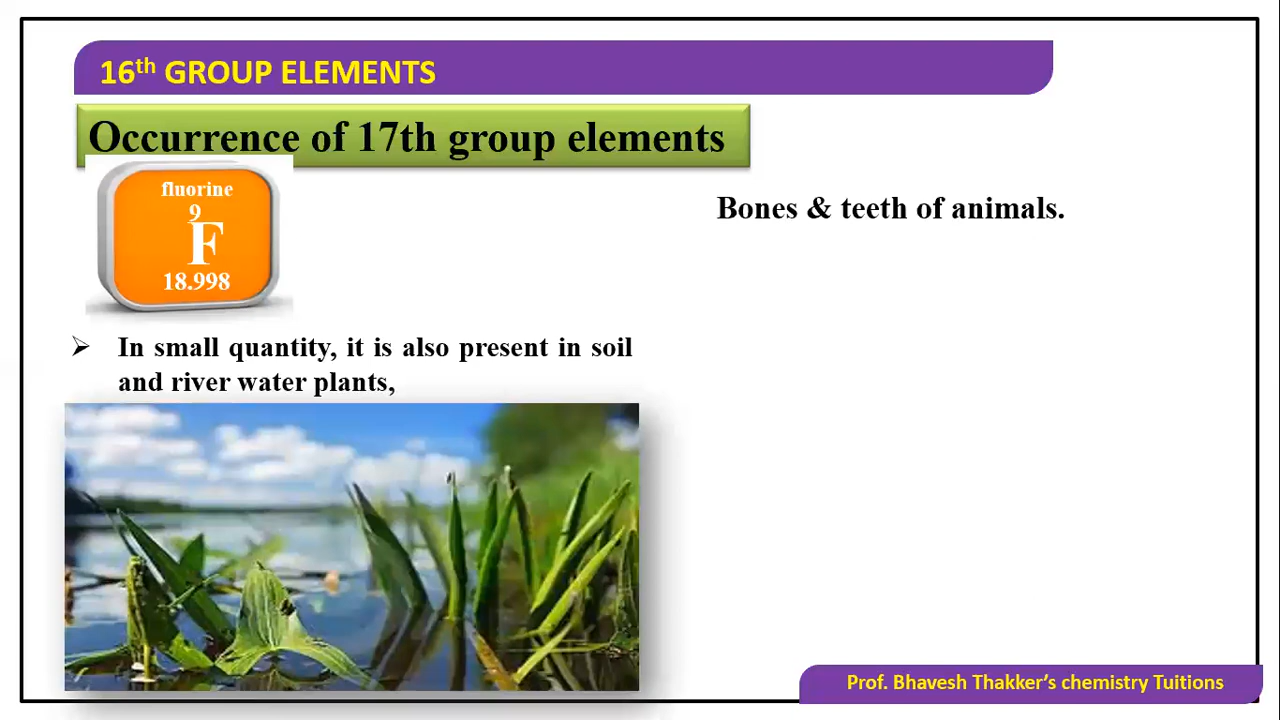 16th GROUP ELEMENTS
Occurrence of 17th group elements
fluorine
9
F
18.998
Bones & teeth of animals.
➢ In small quantity, it is also present in soil
and river water plants,
Prof. Bhavesh Thakker’s chemistry Tuitions